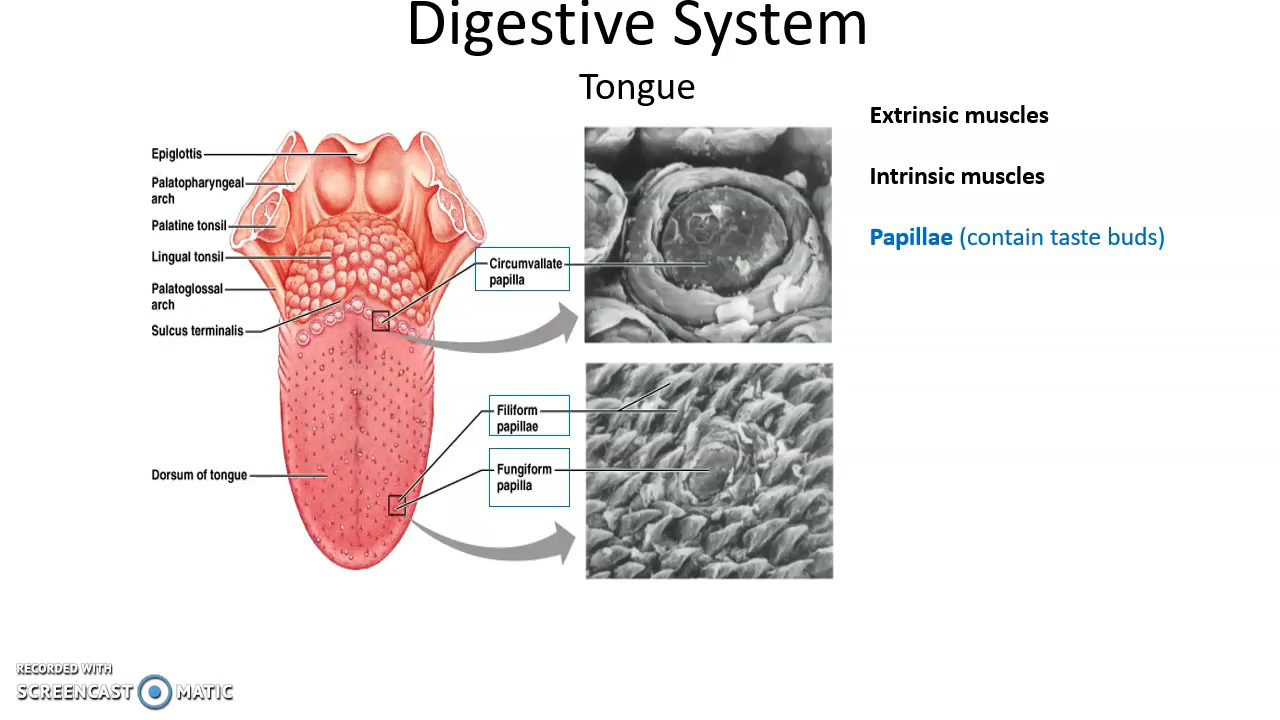 Digestive System
Tongue
Extrinsic muscles
Intrinsic muscles
Papillae (contain taste buds)
Epiglottis
Palatopharyngeal
arch
Palatine tonsil
Lingual tonsil
Palatoglossal
arch
Sulcus terminalis
Dorsum of tongue
Circumvallate
papilla
Filiform
papillae
Fungiform
papilla
RECORDED WITH
SCREENCAST MATIC